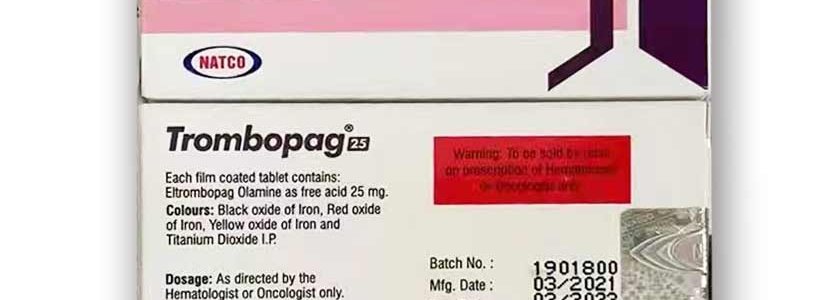 NATCO
Trombopag® 25
Each film coated tablet contains:
Eltrombopag Olamine as free acid 25 mg.
Colours: Black oxide of Iron, Red oxide
of Iron, Yellow oxide of Iron and
Titanium Dioxide I.P.
Dosage: As directed by the
Hematologist or Oncologist only.
Warning: To be sold by retail
on prescription of Hematologist
or Oncologist only
Batch No. : 1901800
Mfg. Date : 03/2021